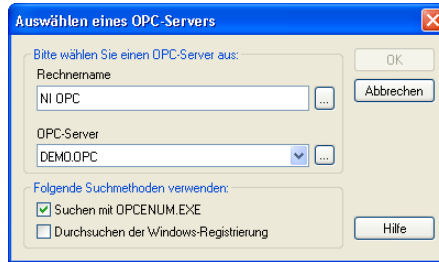 Auswählen eines OPC-Servers
Bitte wählen Sie einen OPC-Server aus:
Rechnername
NI OPC
...
OPC-Server
DEMO.OPC
...
Folgende Suchmethoden verwenden:
Suchen mit OPCENUM.EXE
Durchsuchen der Windows-Registrierung
OK
Abbrechen
Hilfe